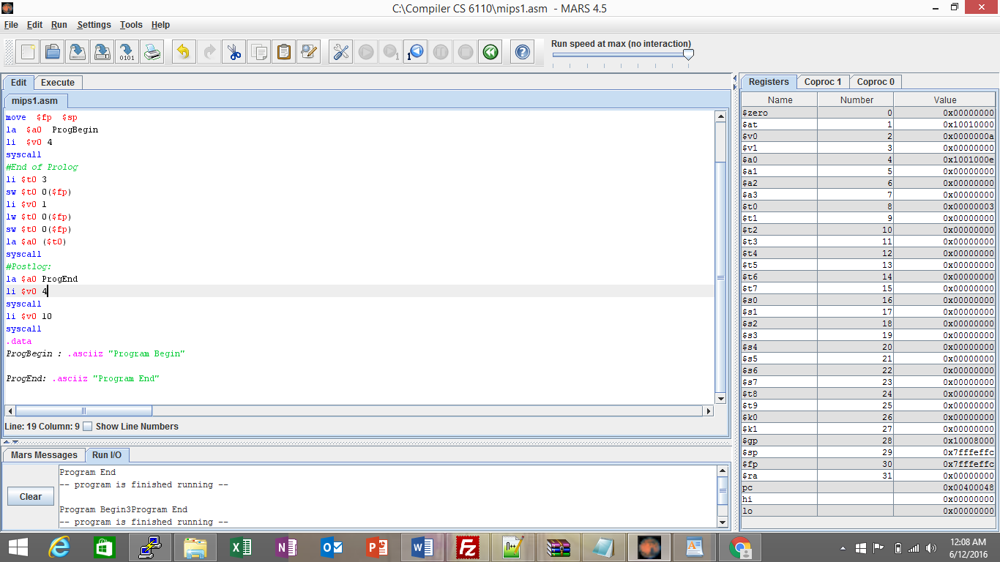 C:\Compiler CS 6110\mips1.asm - MARS 4.5
File Edit Run Settings Tools Help
0101
1
1
Run speed at max (no interaction)
Edit Execute
mips1.asm
move $fp $sp
la $a0 ProgBegin
li $v0 4
syscall
#End of Prolog
li $t0 3
sw $t0 0($fp)
li $v0 1
lw $t0 0($fp)
sw $t0 0($fp)
la $a0 ($t0)
syscall
#Postlog:
la $a0 ProgEnd
li $v0 4
syscall
li $v0 10
syscall
.data
ProgBegin : .asciiz "Program Begin"
ProgEnd: .asciiz "Program End"
Line: 19 Column: 9 Show Line Numbers
Mars Messages Run I/O
Clear
Program End
-- program is finished running --
Program Begin3Program End
-- program is finished running --
Registers Coproc 1 Coproc 0
Name Number Value
$zero 0 0x00000000
$at 1 0x10010000
$v0 2 0x0000000a
$v1 3 0x00000000
$a0 4 0x1001000e
$a1 5 0x00000000
$a2 6 0x00000000
$a3 7 0x00000000
$t0 8 0x00000003
$t1 9 0x00000000
$t2 10 0x00000000
$t3 11 0x00000000
$t4 12 0x00000000
$t5 13 0x00000000
$t6 14 0x00000000
$t7 15 0x00000000
$s0 16 0x00000000
$s1 17 0x00000000
$s2 18 0x00000000
$s3 19 0x00000000
$s4 20 0x00000000
$s5 21 0x00000000
$s6 22 0x00000000
$s7 23 0x00000000
$t8 24 0x00000000
$t9 25 0x00000000
$k0 26 0x00000000
$k1 27 0x00000000
$gp 28 0x10008000
$sp 29 0x7fffeffc
$fp 30 0x7fffeffc
$ra 31 0x00000000
pc 0x00400048
hi 0x00000000
lo 0x00000000
12:08 AM
6/12/2016